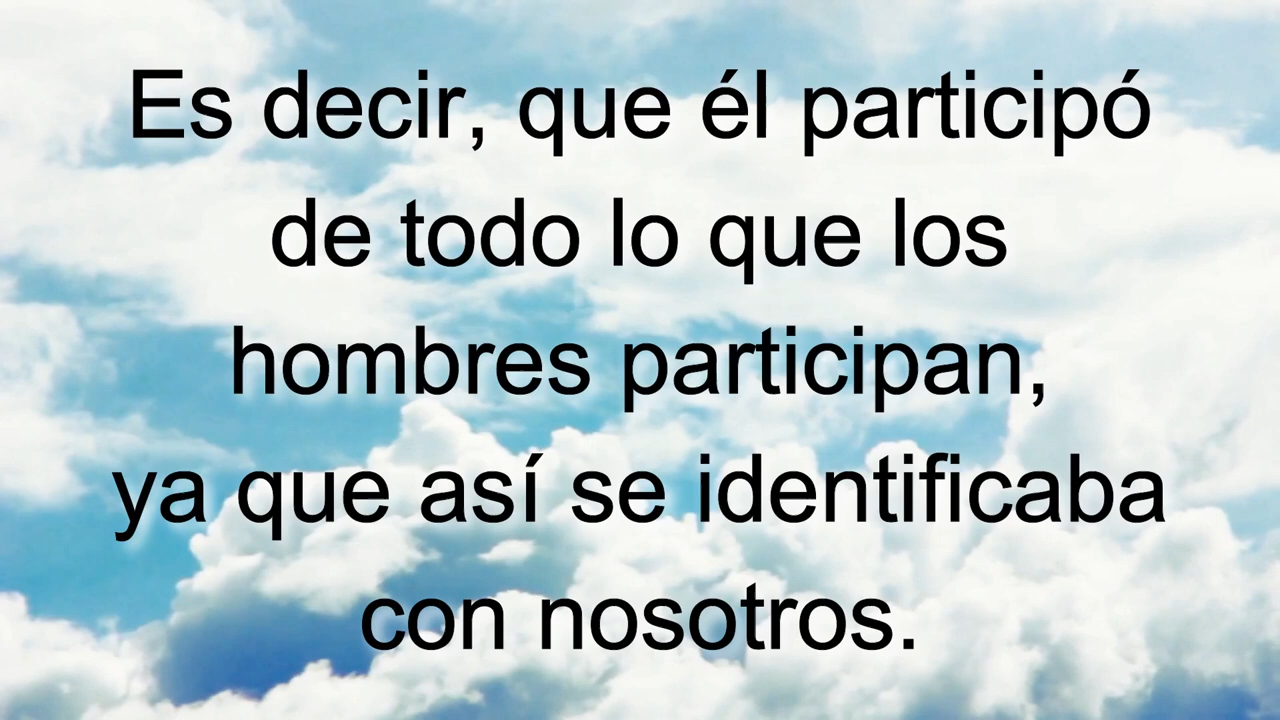 Es decir, que él participó
de todo lo que los
hombres participan,
ya que así se identificaba
con nosotros.